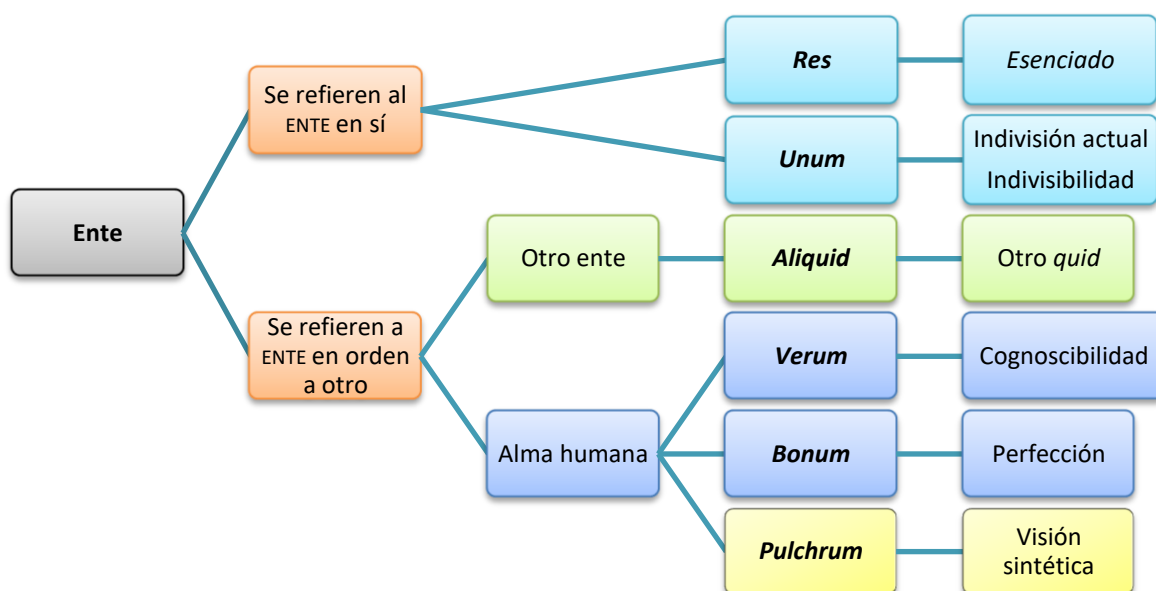 Ente
Se refieren al
ENTE en sí
Res
Esenciado
Unum
Indivisión actual
Indivisibilidad
Se refieren a
ENTE en orden
a otro
Otro ente
Aliquid
Otro quid
Alma humana
Verum
Cognoscibilidad
Bonum
Perfección
Pulchrum
Visión
sintética